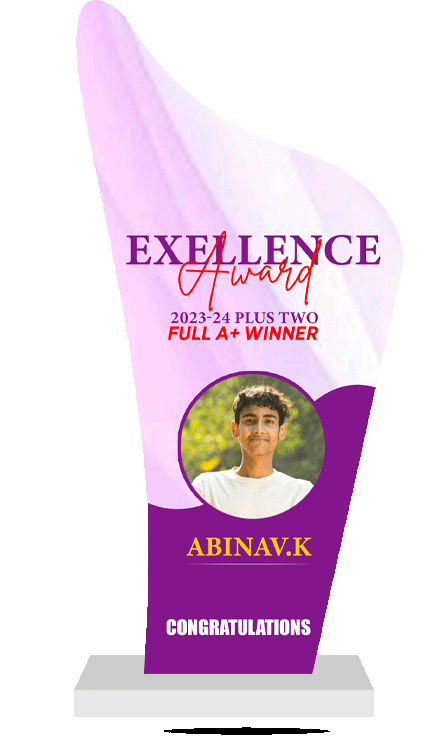 EXELLENCE
Award
2023-24 PLUS TWO
FULL A+ WINNER
ABINAV.K
CONGRATULATIONS